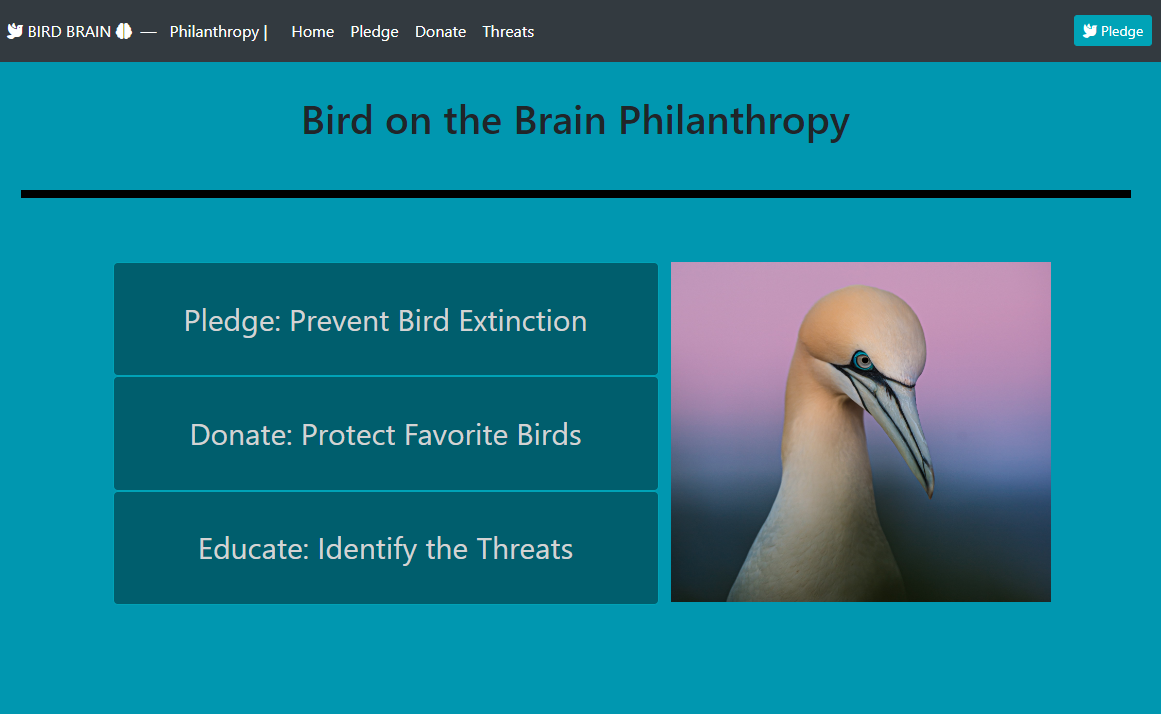 BIRD BRAIN — Philanthropy | Home Pledge Donate Threats Pledge
Bird on the Brain Philanthropy
Pledge: Prevent Bird Extinction
Donate: Protect Favorite Birds
Educate: Identify the Threats